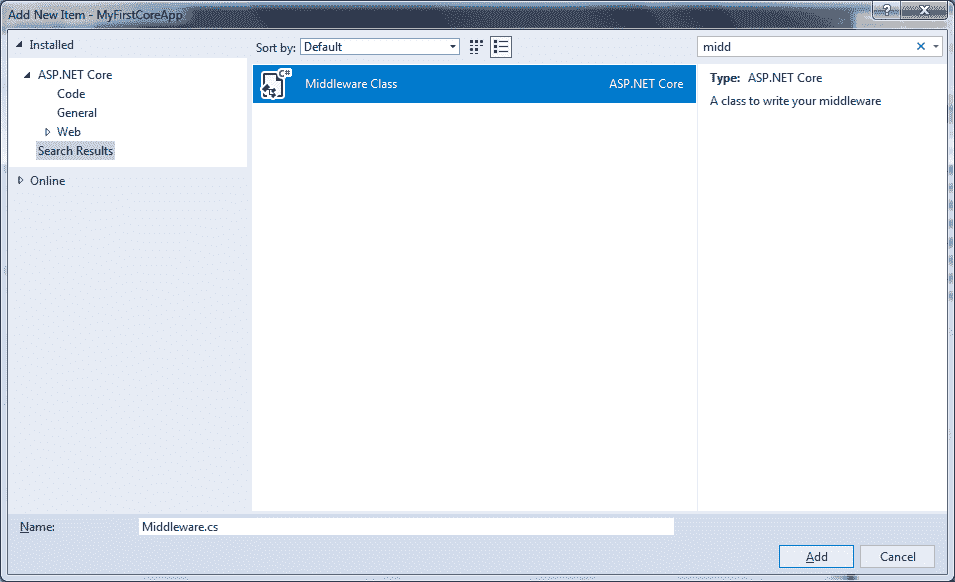 Add New Item - MyFirstCoreApp
Installed
Sort by: Default
midd
ASP.NET Core
Code
General
Web
Search Results
Online
C#
Middleware Class ASP.NET Core
Type: ASP.NET Core
A class to write your middleware
Name: Middleware.cs
Add Cancel